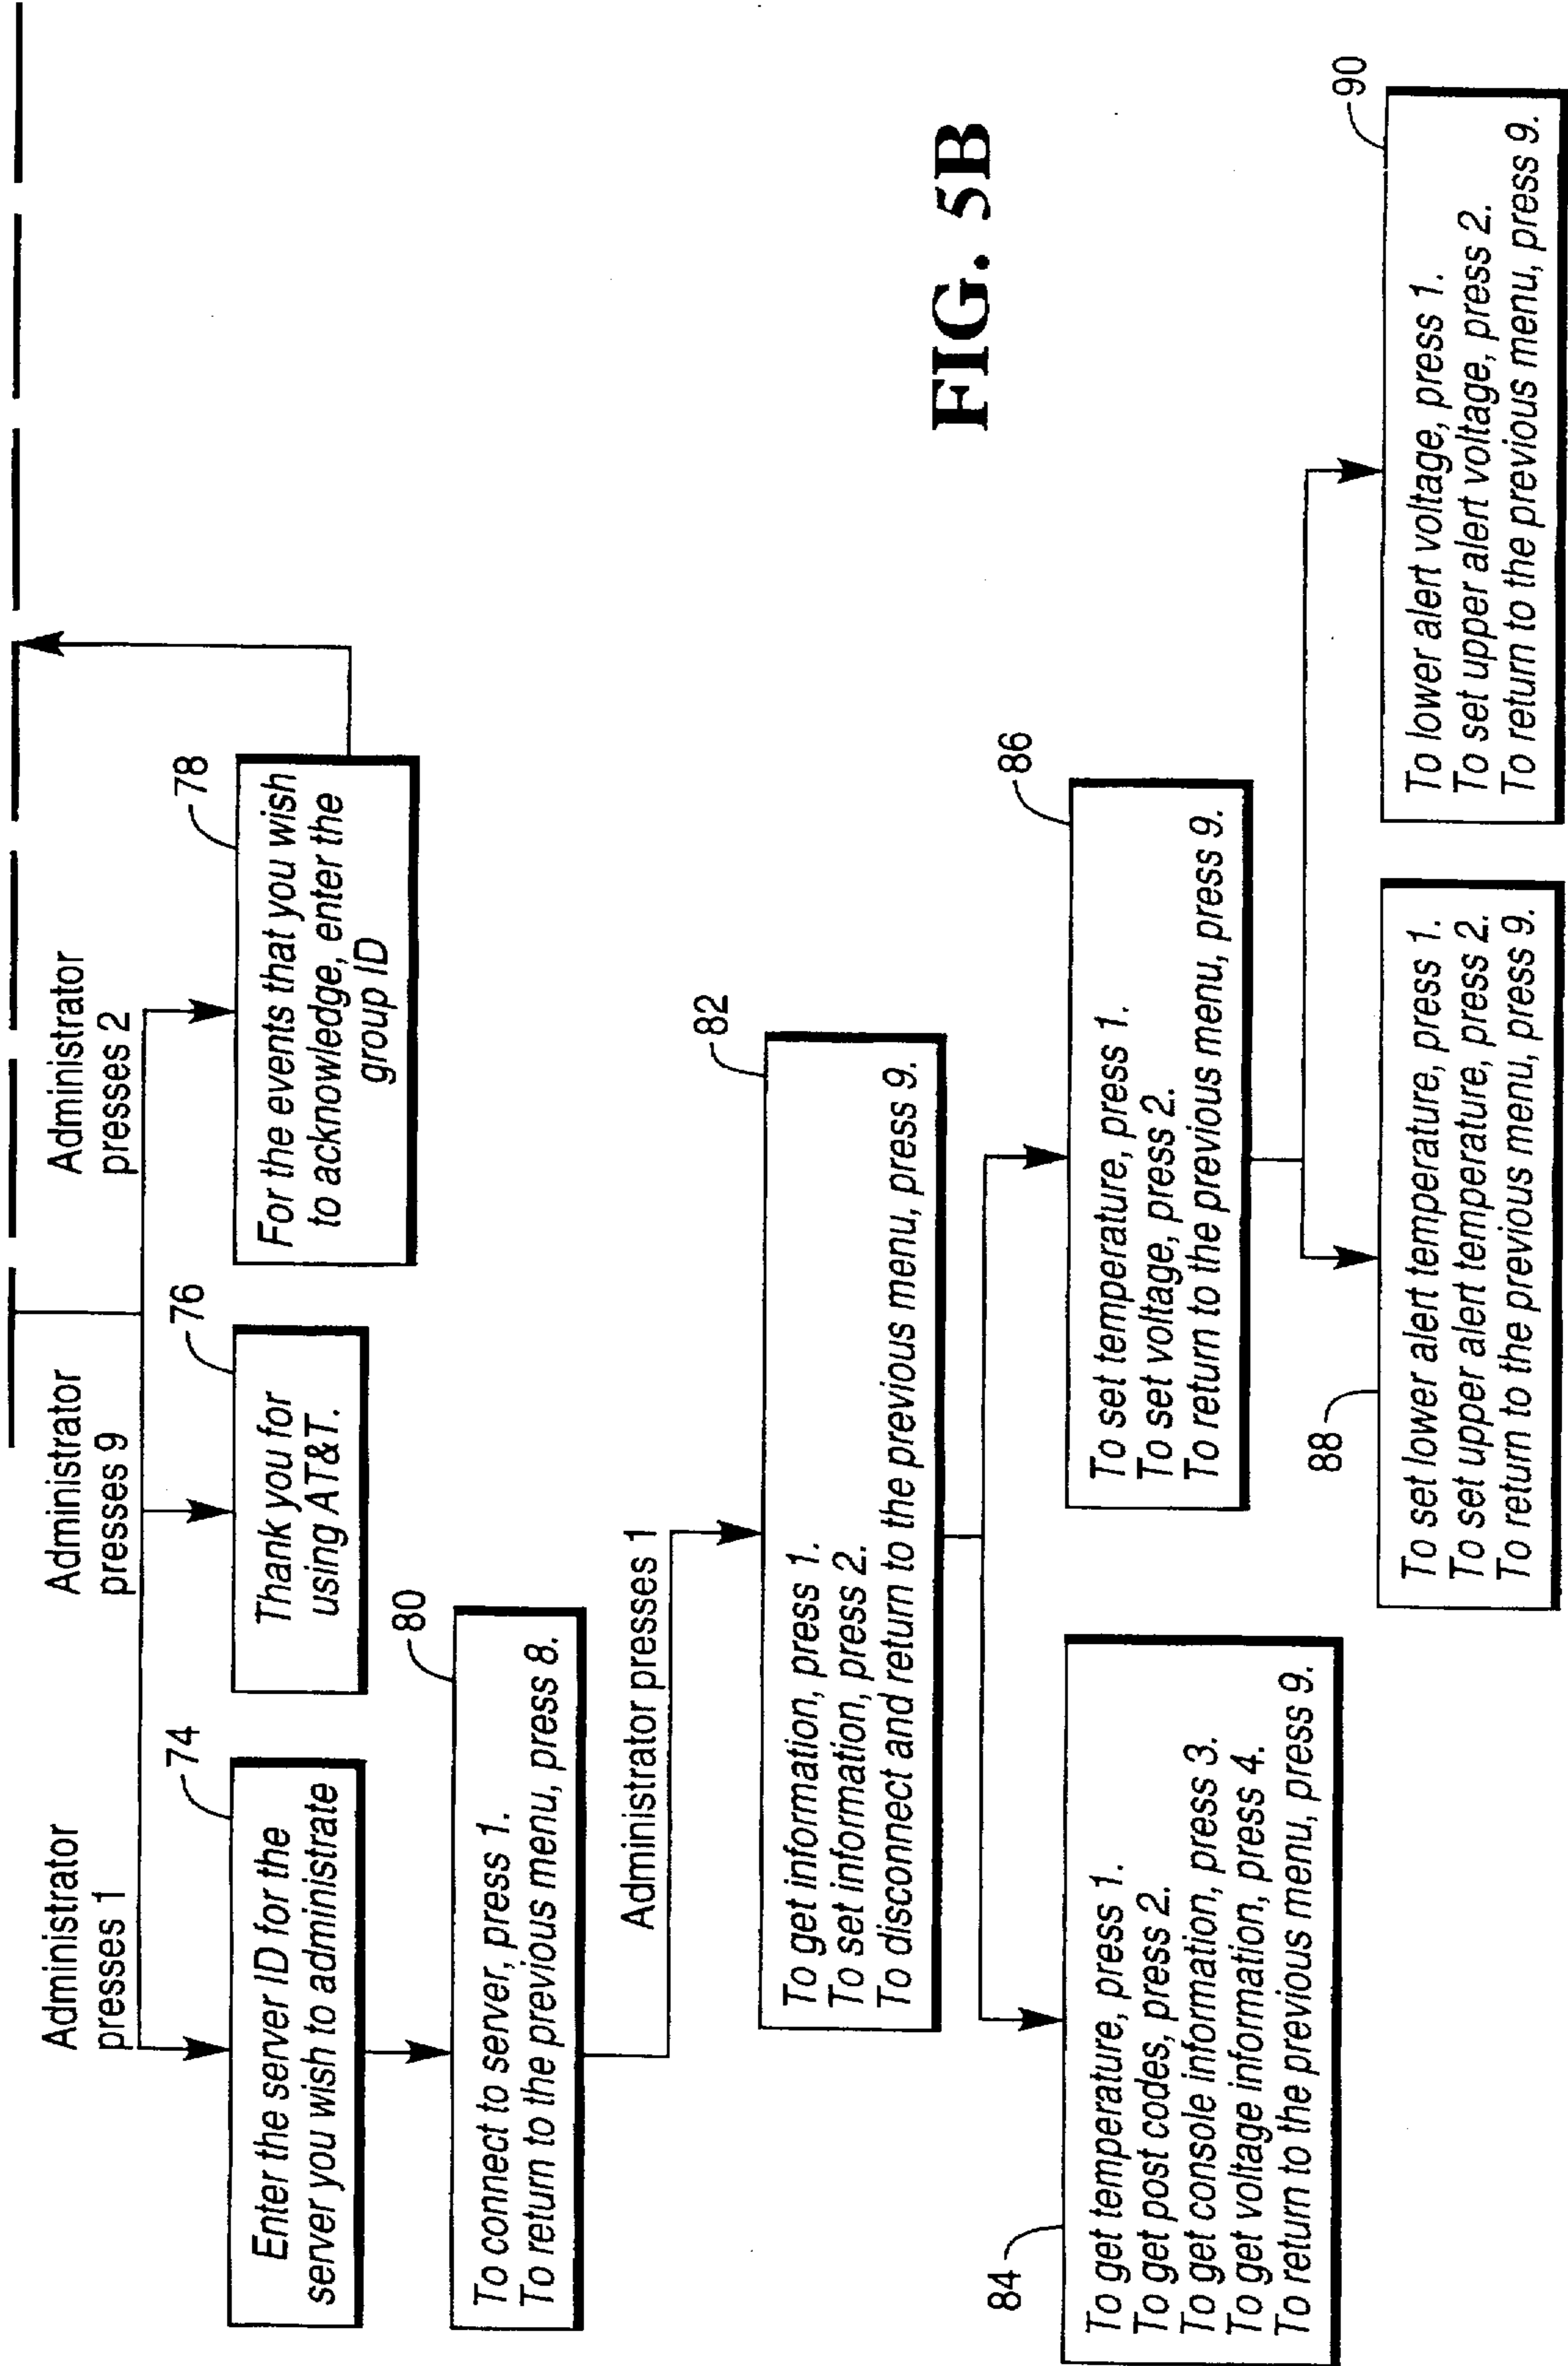 Administrator
presses 1
Administrator
presses 9
Administrator
presses 2
74
Enter the server ID for the
server you wish to administrate
76
Thank you for
using AT&T.
78
For the events that you wish
to acknowledge, enter the
group ID
80
To connect to server, press 1.
To return to the previous menu, press 8.
Administrator presses 1
82
To get information, press 1.
To set information, press 2.
To disconnect and return to the previous menu, press 9.
84
To get temperature, press 1.
To get post codes, press 2.
To get console information, press 3.
To get voltage information, press 4.
To return to the previous menu, press 9.
86
To set temperature, press 1.
To set voltage, press 2.
To return to the previous menu, press 9.
88
To set lower alert temperature, press 1.
To set upper alert temperature, press 2.
To return to the previous menu, press 9.
90
To lower alert voltage, press 1.
To set upper alert voltage, press 2.
To return to the previous menu, press 9.
FIG. 5B